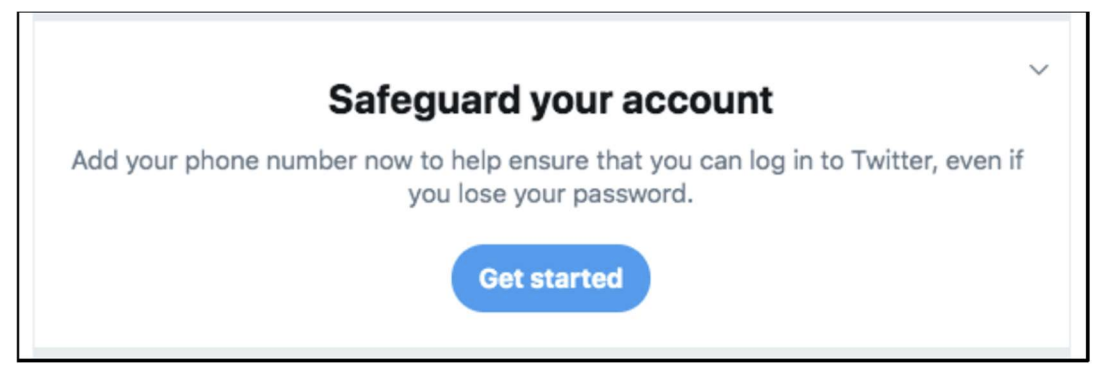 Safeguard your account
Add your phone number now to help ensure that you can log in to Twitter, even if
you lose your password.
Get started